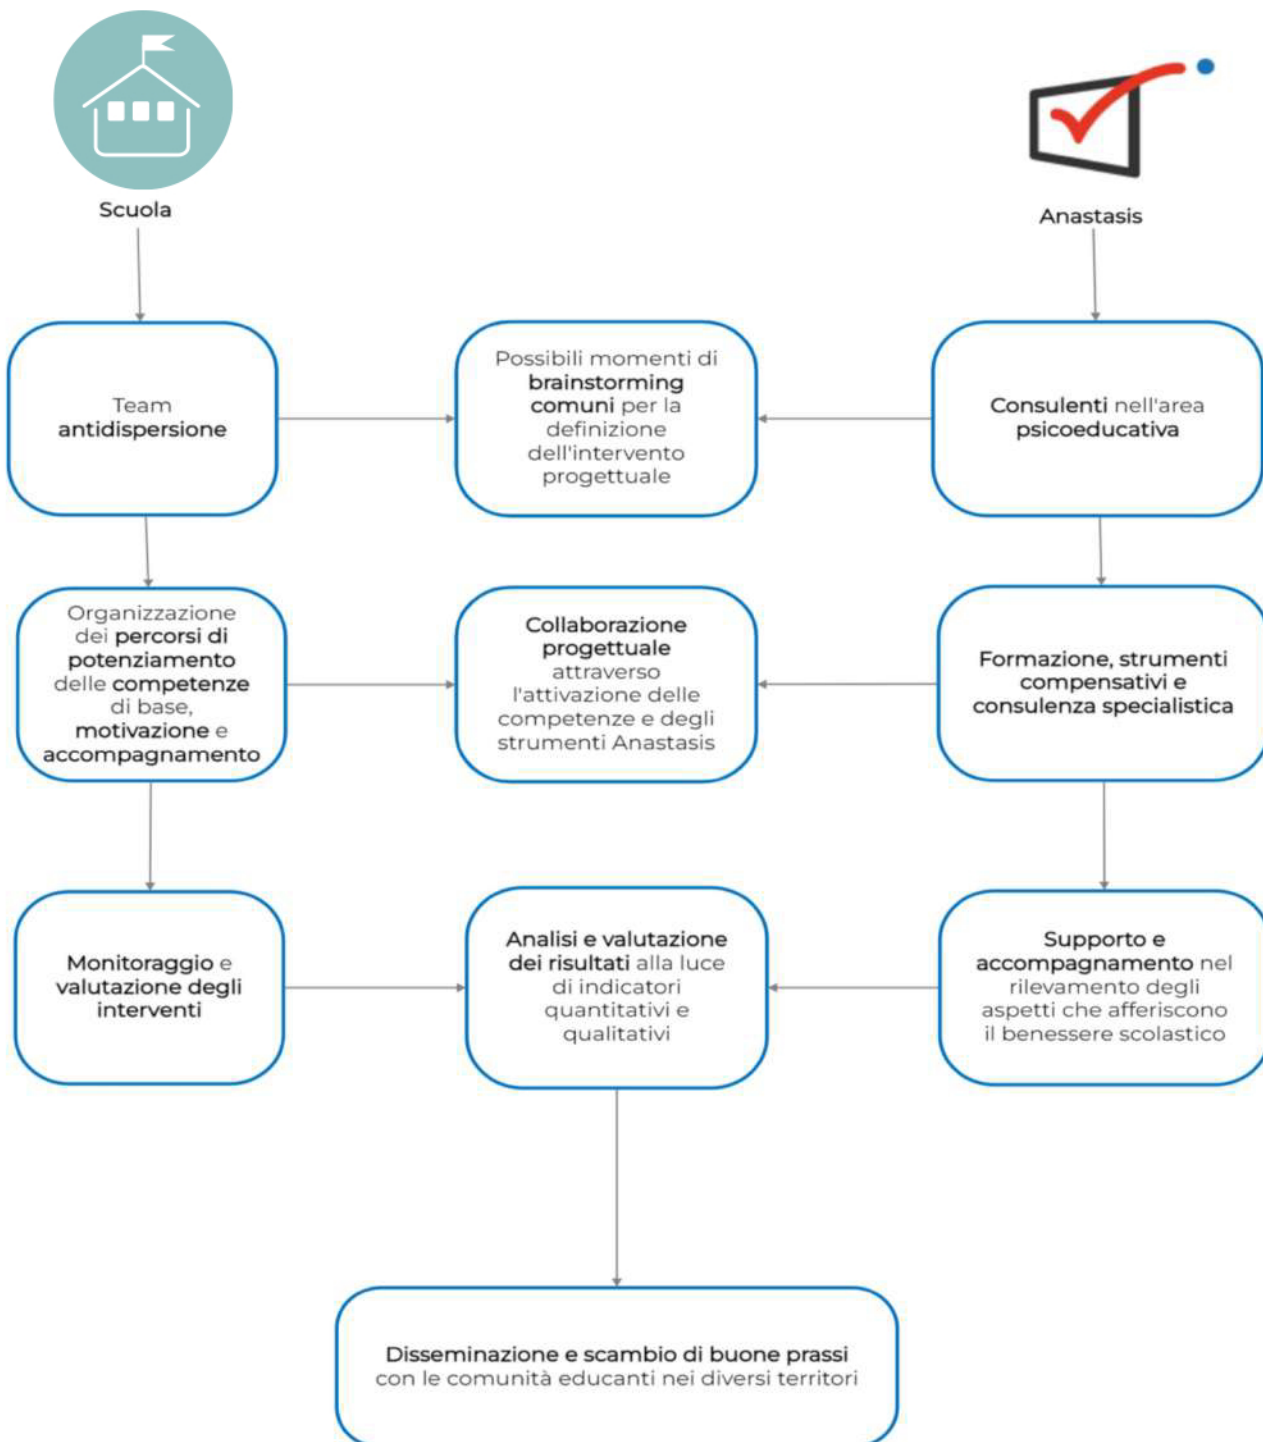 Scuola
Anastasis
Team
antidispersione
Possibili momenti di
brainstorming
comuni per la
definizione
dell'intervento
progettuale
Consulenti nell'area
psicoeducativa
Organizzazione
dei percorsi di
potenziamento
delle competenze
di base,
motivazione e
accompagnamento
Collaborazione
progettuale
attraverso
l'attivazione delle
competenze e degli
strumenti Anastasis
Formazione, strumenti
compensativi e
consulenza specialistica
Monitoraggio e
valutazione degli
interventi
Analisi e valutazione
dei risultati alla luce
di indicatori
quantitativi e
qualitativi
Supporto e
accompagnamento nel
rilevamento degli
aspetti che afferiscono
il benessere scolastico
Disseminazione e scambio di buone prassi
con le comunità educanti nei diversi territori